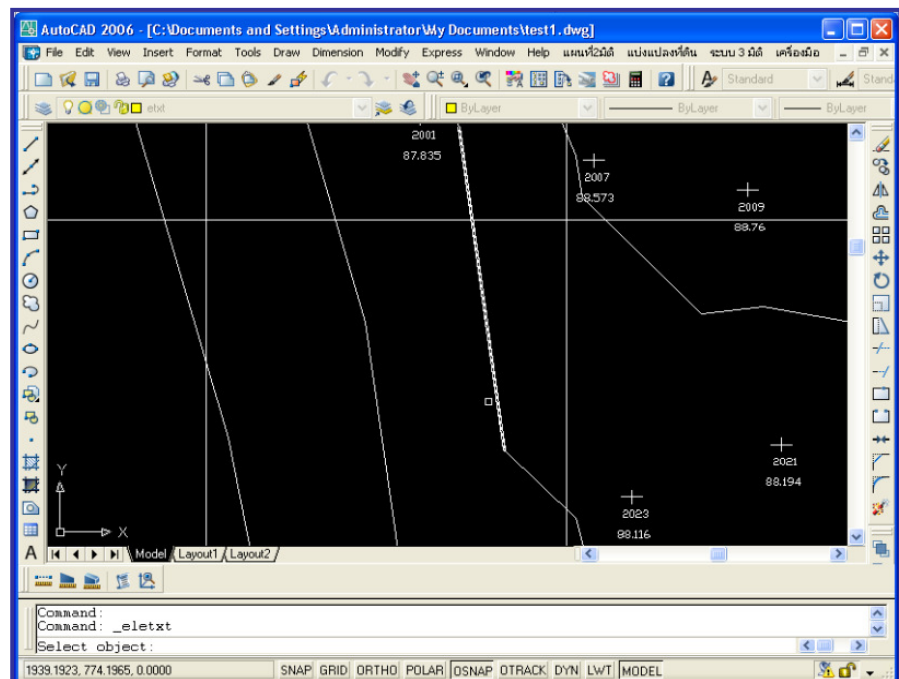 AutoCAD 2006 - [C:\Documents and Settings\Administrator\My Documents\test1.dwg]
File Edit View Insert Format Tools Draw Dimension Modify Express Window Help แผนที่2มิติ แบ่งแปลงที่ดิน ระบบ 3 มิติ เครื่องมือ
Standard Stand
etxt ByLayer ByLayer ByLayer
2001
87.835
2007
88.573
2009
88.76
2021
88.194
2023
88.116
Y
X
A
Model Layout1 Layout2
Command:
Command: _eletxt
Select object:
1939.1923, 774.1965, 0.0000 SNAP GRID ORTHO POLAR OSNAP OTRACK DYN LWT MODEL